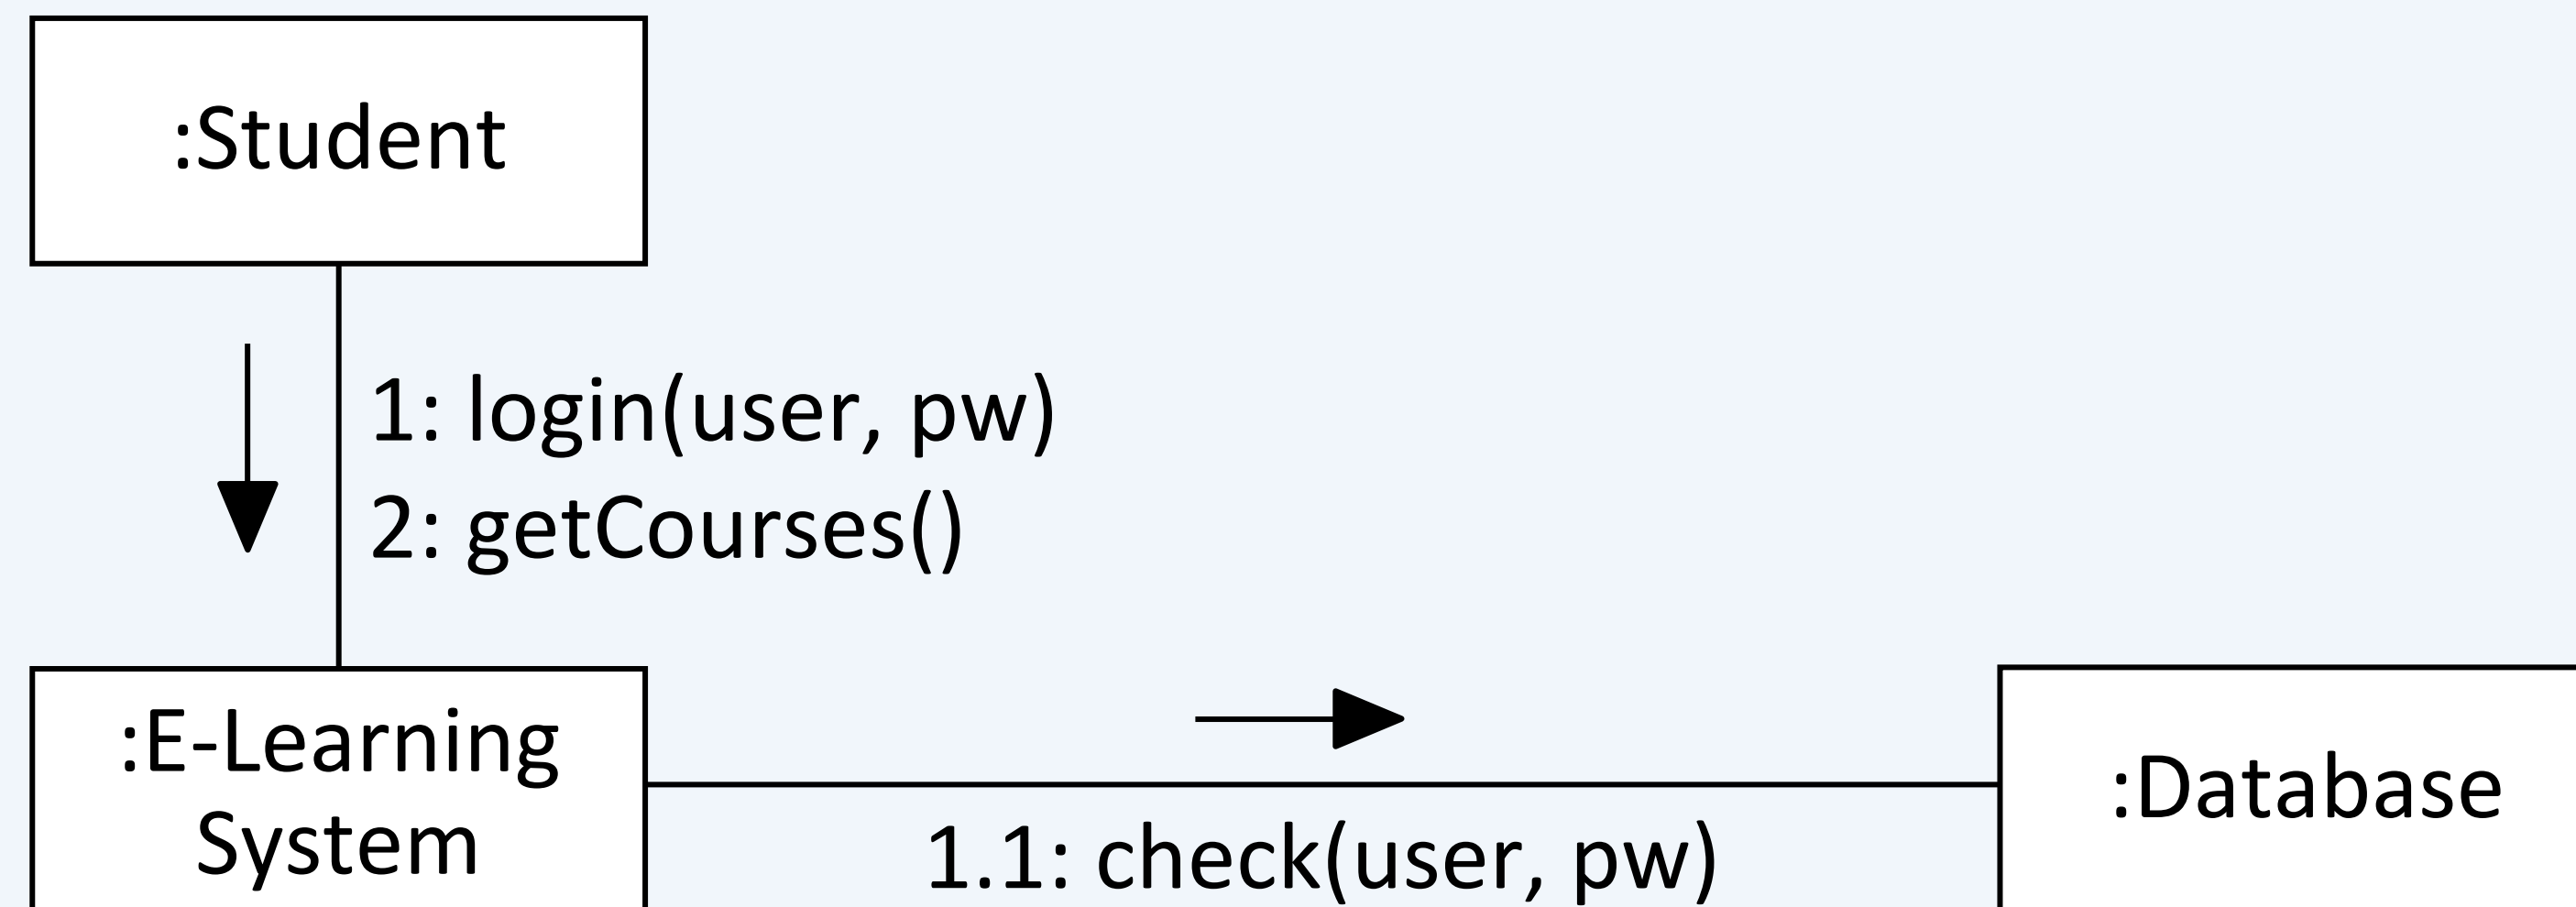 :Student
1: login(user, pw)
2: getCourses()
:E-Learning
System
:Database
1.1: check(user, pw)